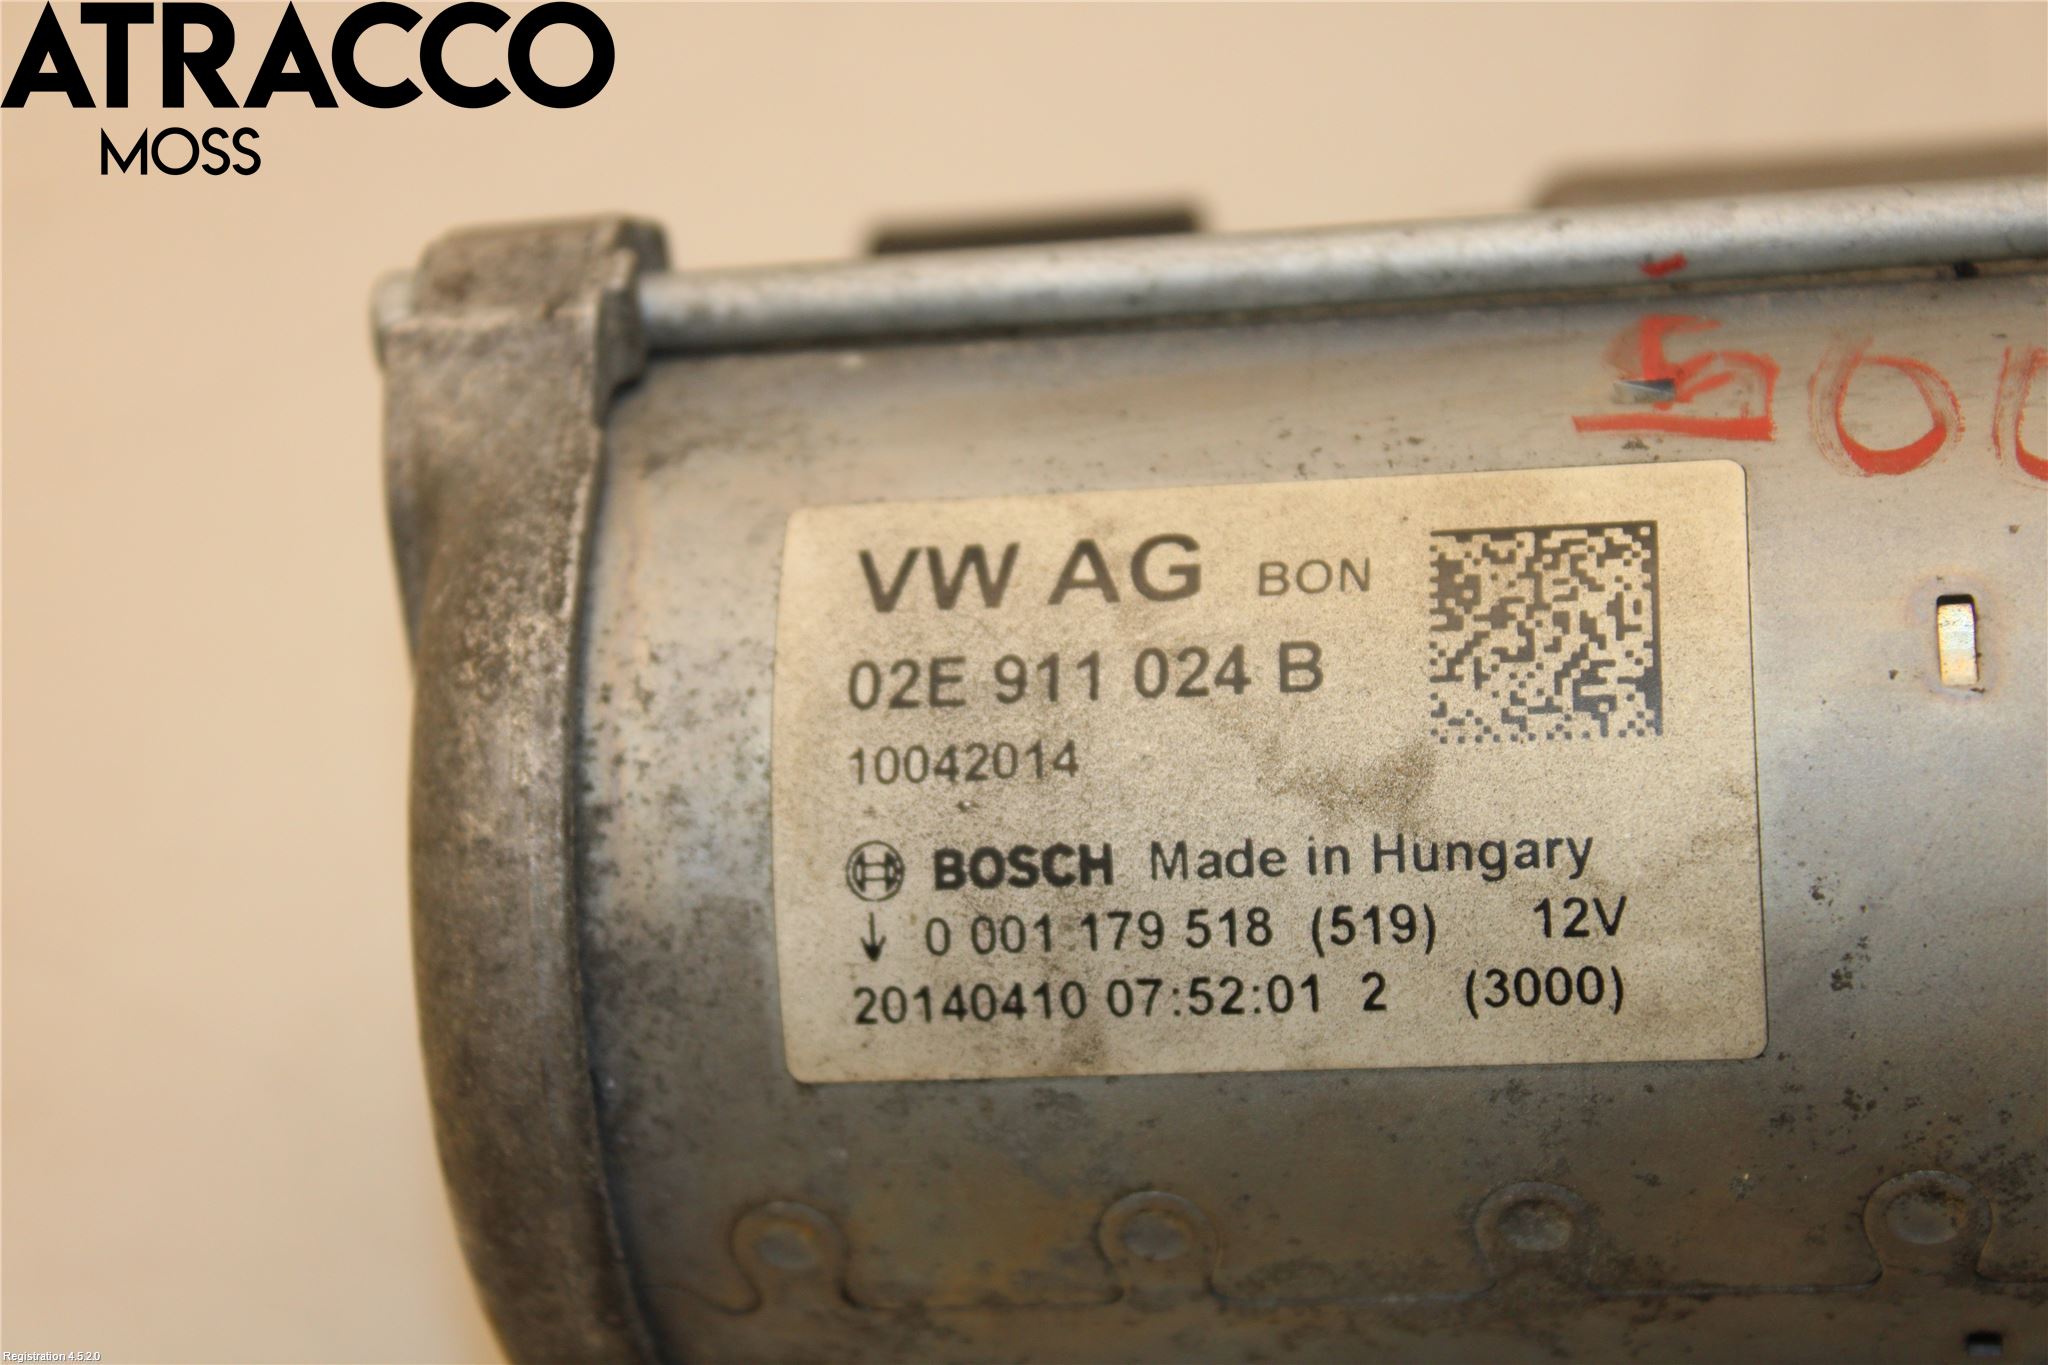 ATRACCO
MOSS
VW AG BON
02E 911 024 B
10042014
BOSCH Made in Hungary
↓ 0 001 179 518 (519) 12V
20140410 07:52:01 2 (3000)
Registration 4.5.2.0